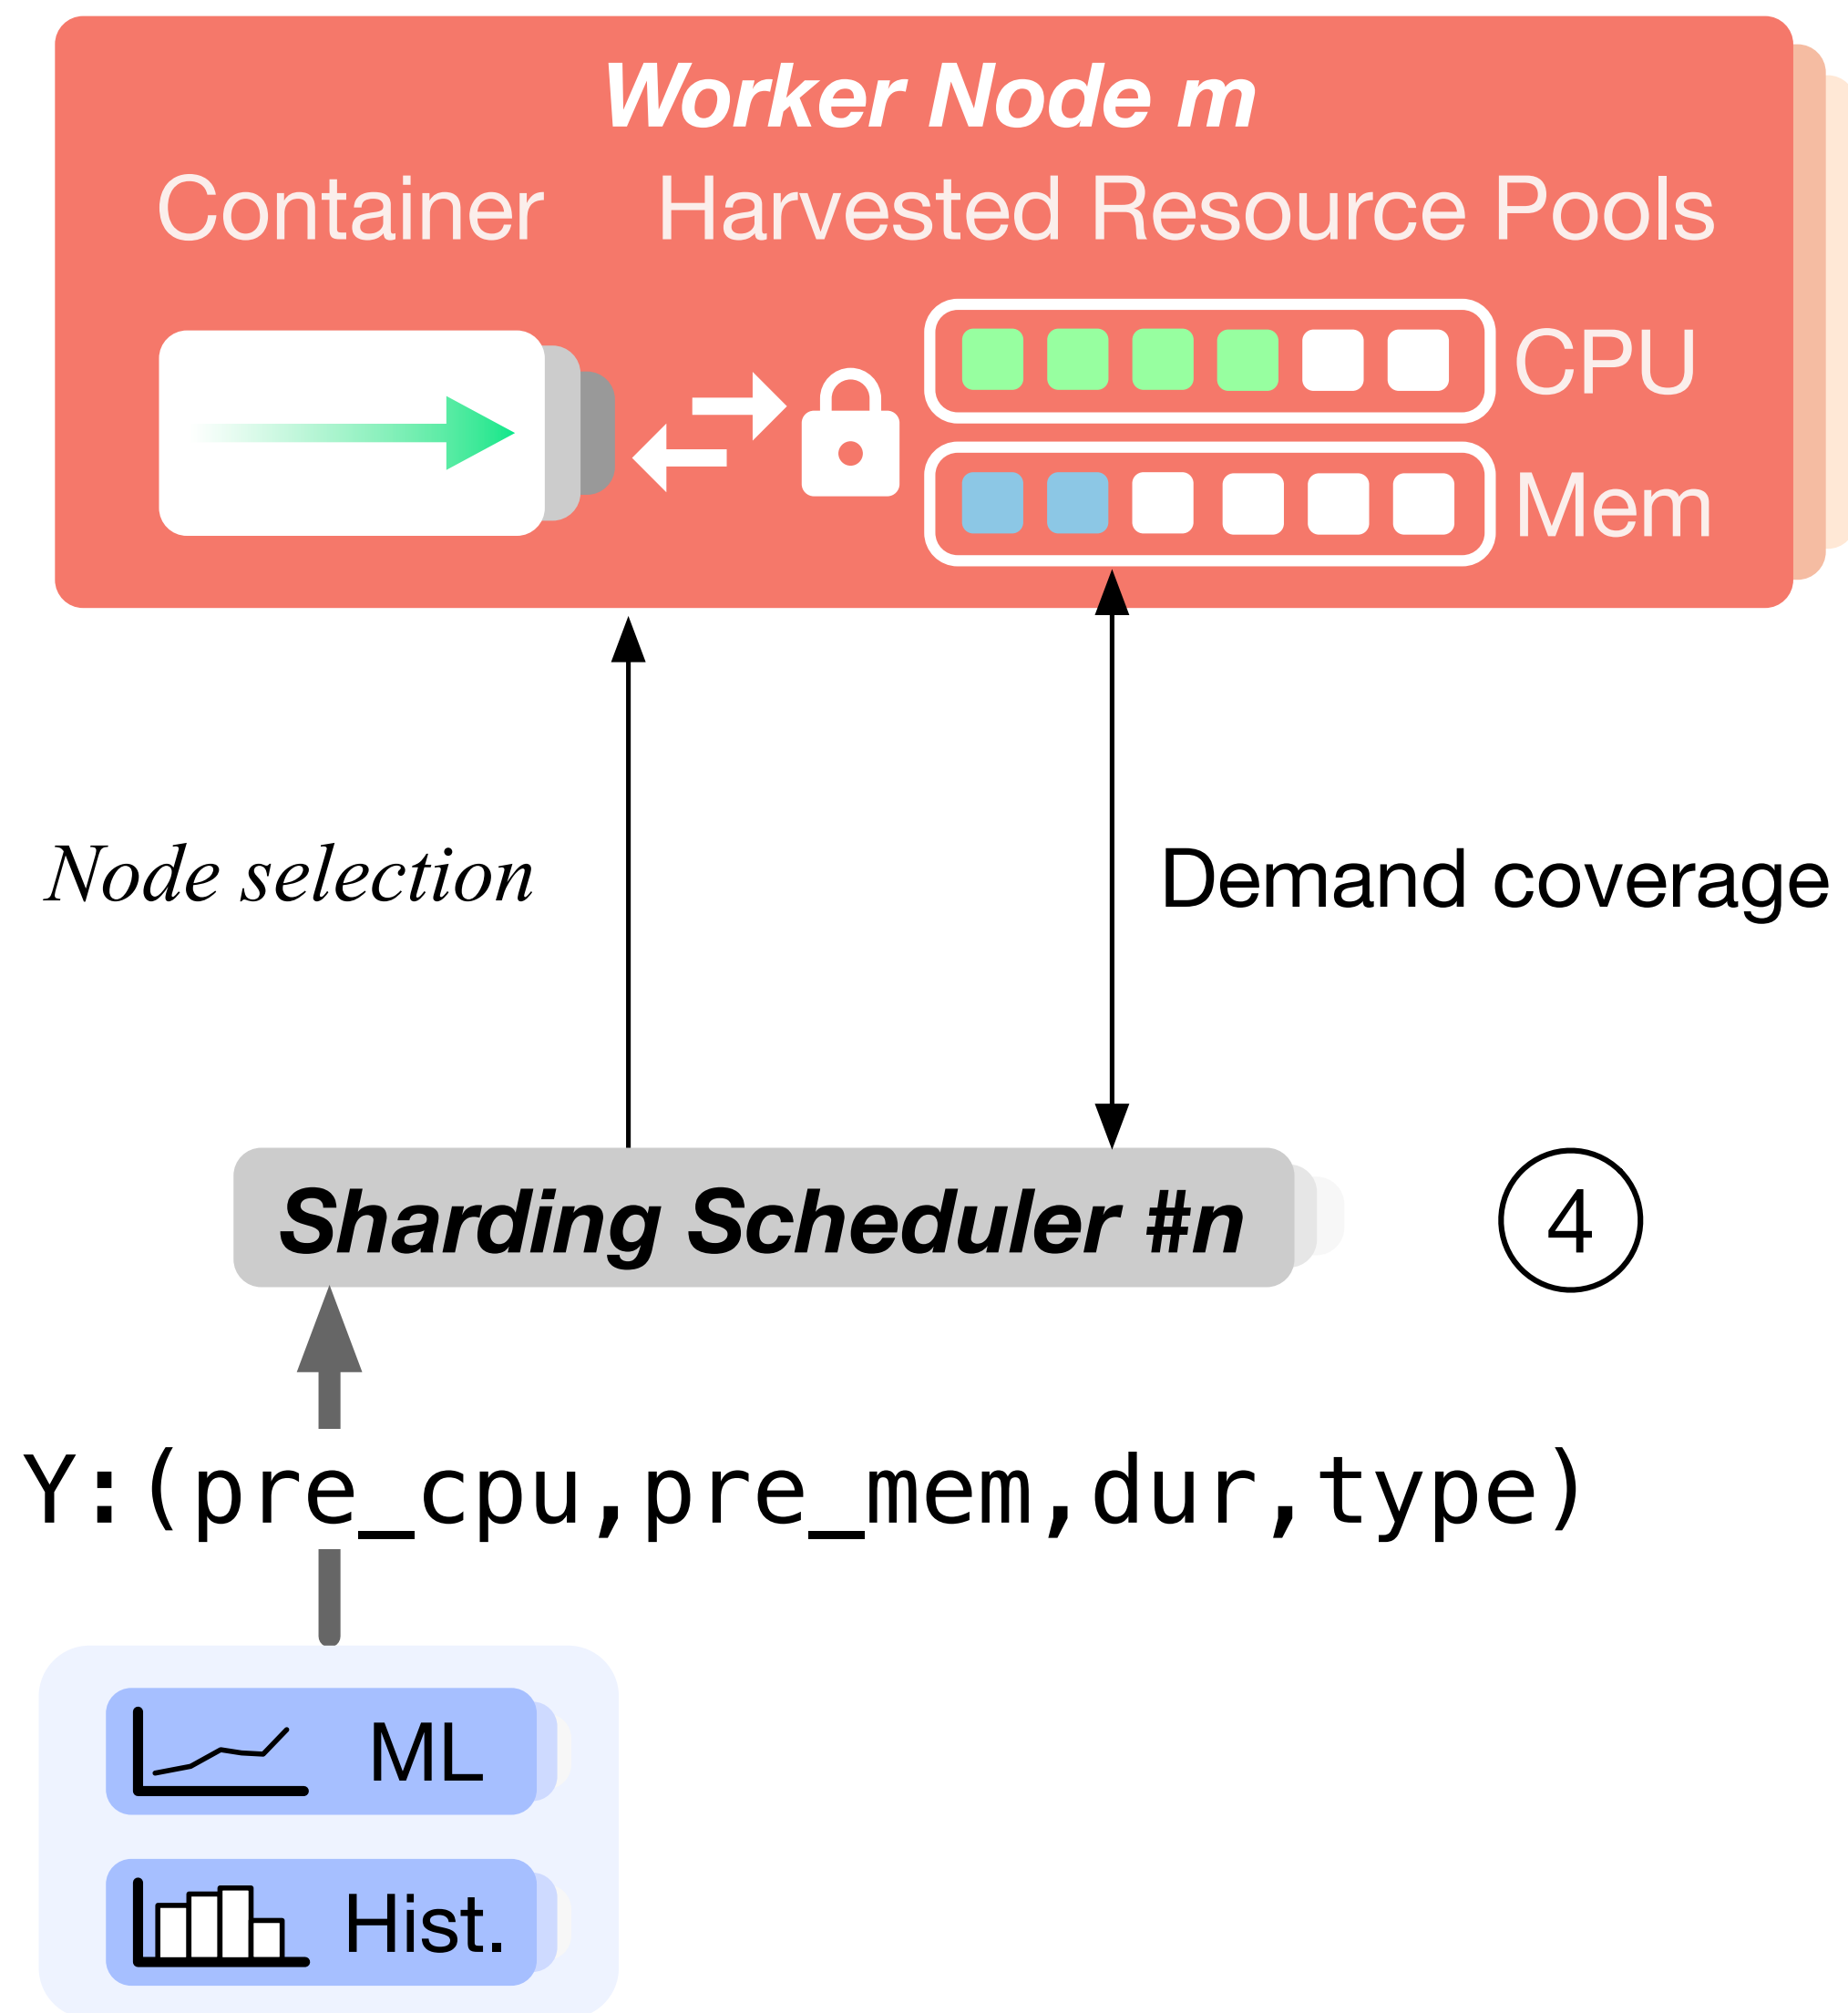 Worker Node m
Container Harvested Resource Pools
CPU
Mem
Node selection
Demand coverage
Sharding Scheduler #n
4
Y:(pre_cpu,pre_mem,dur,type)
ML
Hist.